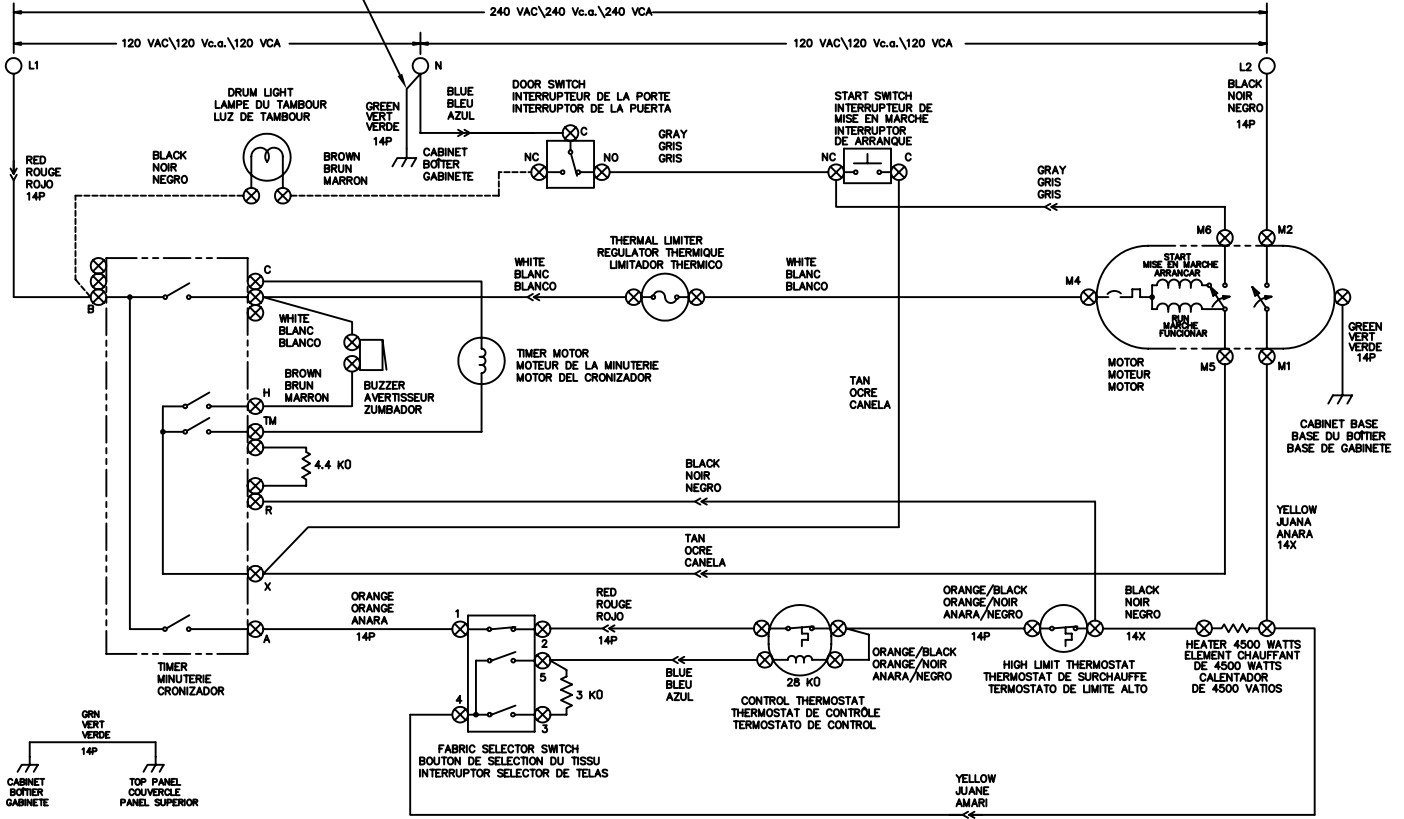 240 VAC\240 Vc.a.\240 VCA
120 VAC\120 Vc.a.\120 VCA
120 VAC\120 Vc.a.\120 VCA
L1
N
L2
RED
ROUGE
ROJO
14P
DRUM LIGHT
LAMPE DU TAMBOUR
LUZ DE TAMBOUR
BLACK
NOIR
NEGRO
BROWN
BRUN
MARRON
GREEN
VERT
VERDE
14P
BLUE
BLEU
AZUL
CABINET
BOÎTIER
GABINETE
DOOR SWITCH
INTERRUPTEUR DE LA PORTE
INTERRUPTOR DE LA PUERTA
C
NC
NO
GRAY
GRIS
GRIS
START SWITCH
INTERRUPTEUR DE
MISE EN MARCHE
INTERRUPTOR
DE ARRANQUE
NC
C
GRAY
GRIS
GRIS
BLACK
NOIR
NEGRO
14P
M6
M2
START
MISE EN MARCHE
ARRANCAR
M4
RUN
MARCHE
FUNCIONAR
MOTOR
MOTEUR
MOTOR
M5
M1
GREEN
VERT
VERDE
14P
CABINET BASE
BASE DU BOÎTIER
BASE DE GABINETE
B
C
WHITE
BLANC
BLANCO
THERMAL LIMITER
REGULATOR THERMIQUE
LIMITADOR THERMICO
WHITE
BLANC
BLANCO
WHITE
BLANC
BLANCO
BROWN
BRUN
MARRON
BUZZER
AVERTISSEUR
ZUMBADOR
TIMER MOTOR
MOTEUR DE LA MINUTERIE
MOTOR DEL CRONIZADOR
H
TM
4.4 KΩ
R
X
A
TAN
OCRE
CANELA
BLACK
NOIR
NEGRO
TAN
OCRE
CANELA
YELLOW
JUANA
ANARA
14X
TIMER
MINUTERIE
CRONIZADOR
ORANGE
ORANGE
ANARA
14P
1
2
5
4
3
3 KΩ
FABRIC SELECTOR SWITCH
BOUTON DE SELECTION DU TISSU
INTERRUPTOR SELECTOR DE TELAS
RED
ROUGE
ROJO
14P
BLUE
BLEU
AZUL
28 KΩ
CONTROL THERMOSTAT
THERMOSTAT DE CONTRÔLE
TERMOSTATO DE CONTROL
ORANGE/BLACK
ORANGE/NOIR
ANARA/NEGRO
ORANGE/BLACK
ORANGE/NOIR
ANARA/NEGRO
14P
HIGH LIMIT THERMOSTAT
THERMOSTAT DE SURCHAUFFE
TERMOSTATO DE LIMITE ALTO
BLACK
NOIR
NEGRO
14X
HEATER 4500 WATTS
ELEMENT CHAUFFANT
DE 4500 WATTS
CALENTADOR
DE 4500 VATIOS
YELLOW
JUANE
AMARI
GRN
VERT
VERDE
14P
CABINET
BOÎTIER
GABINETE
TOP PANEL
COUVERCLE
PANEL SUPERIOR